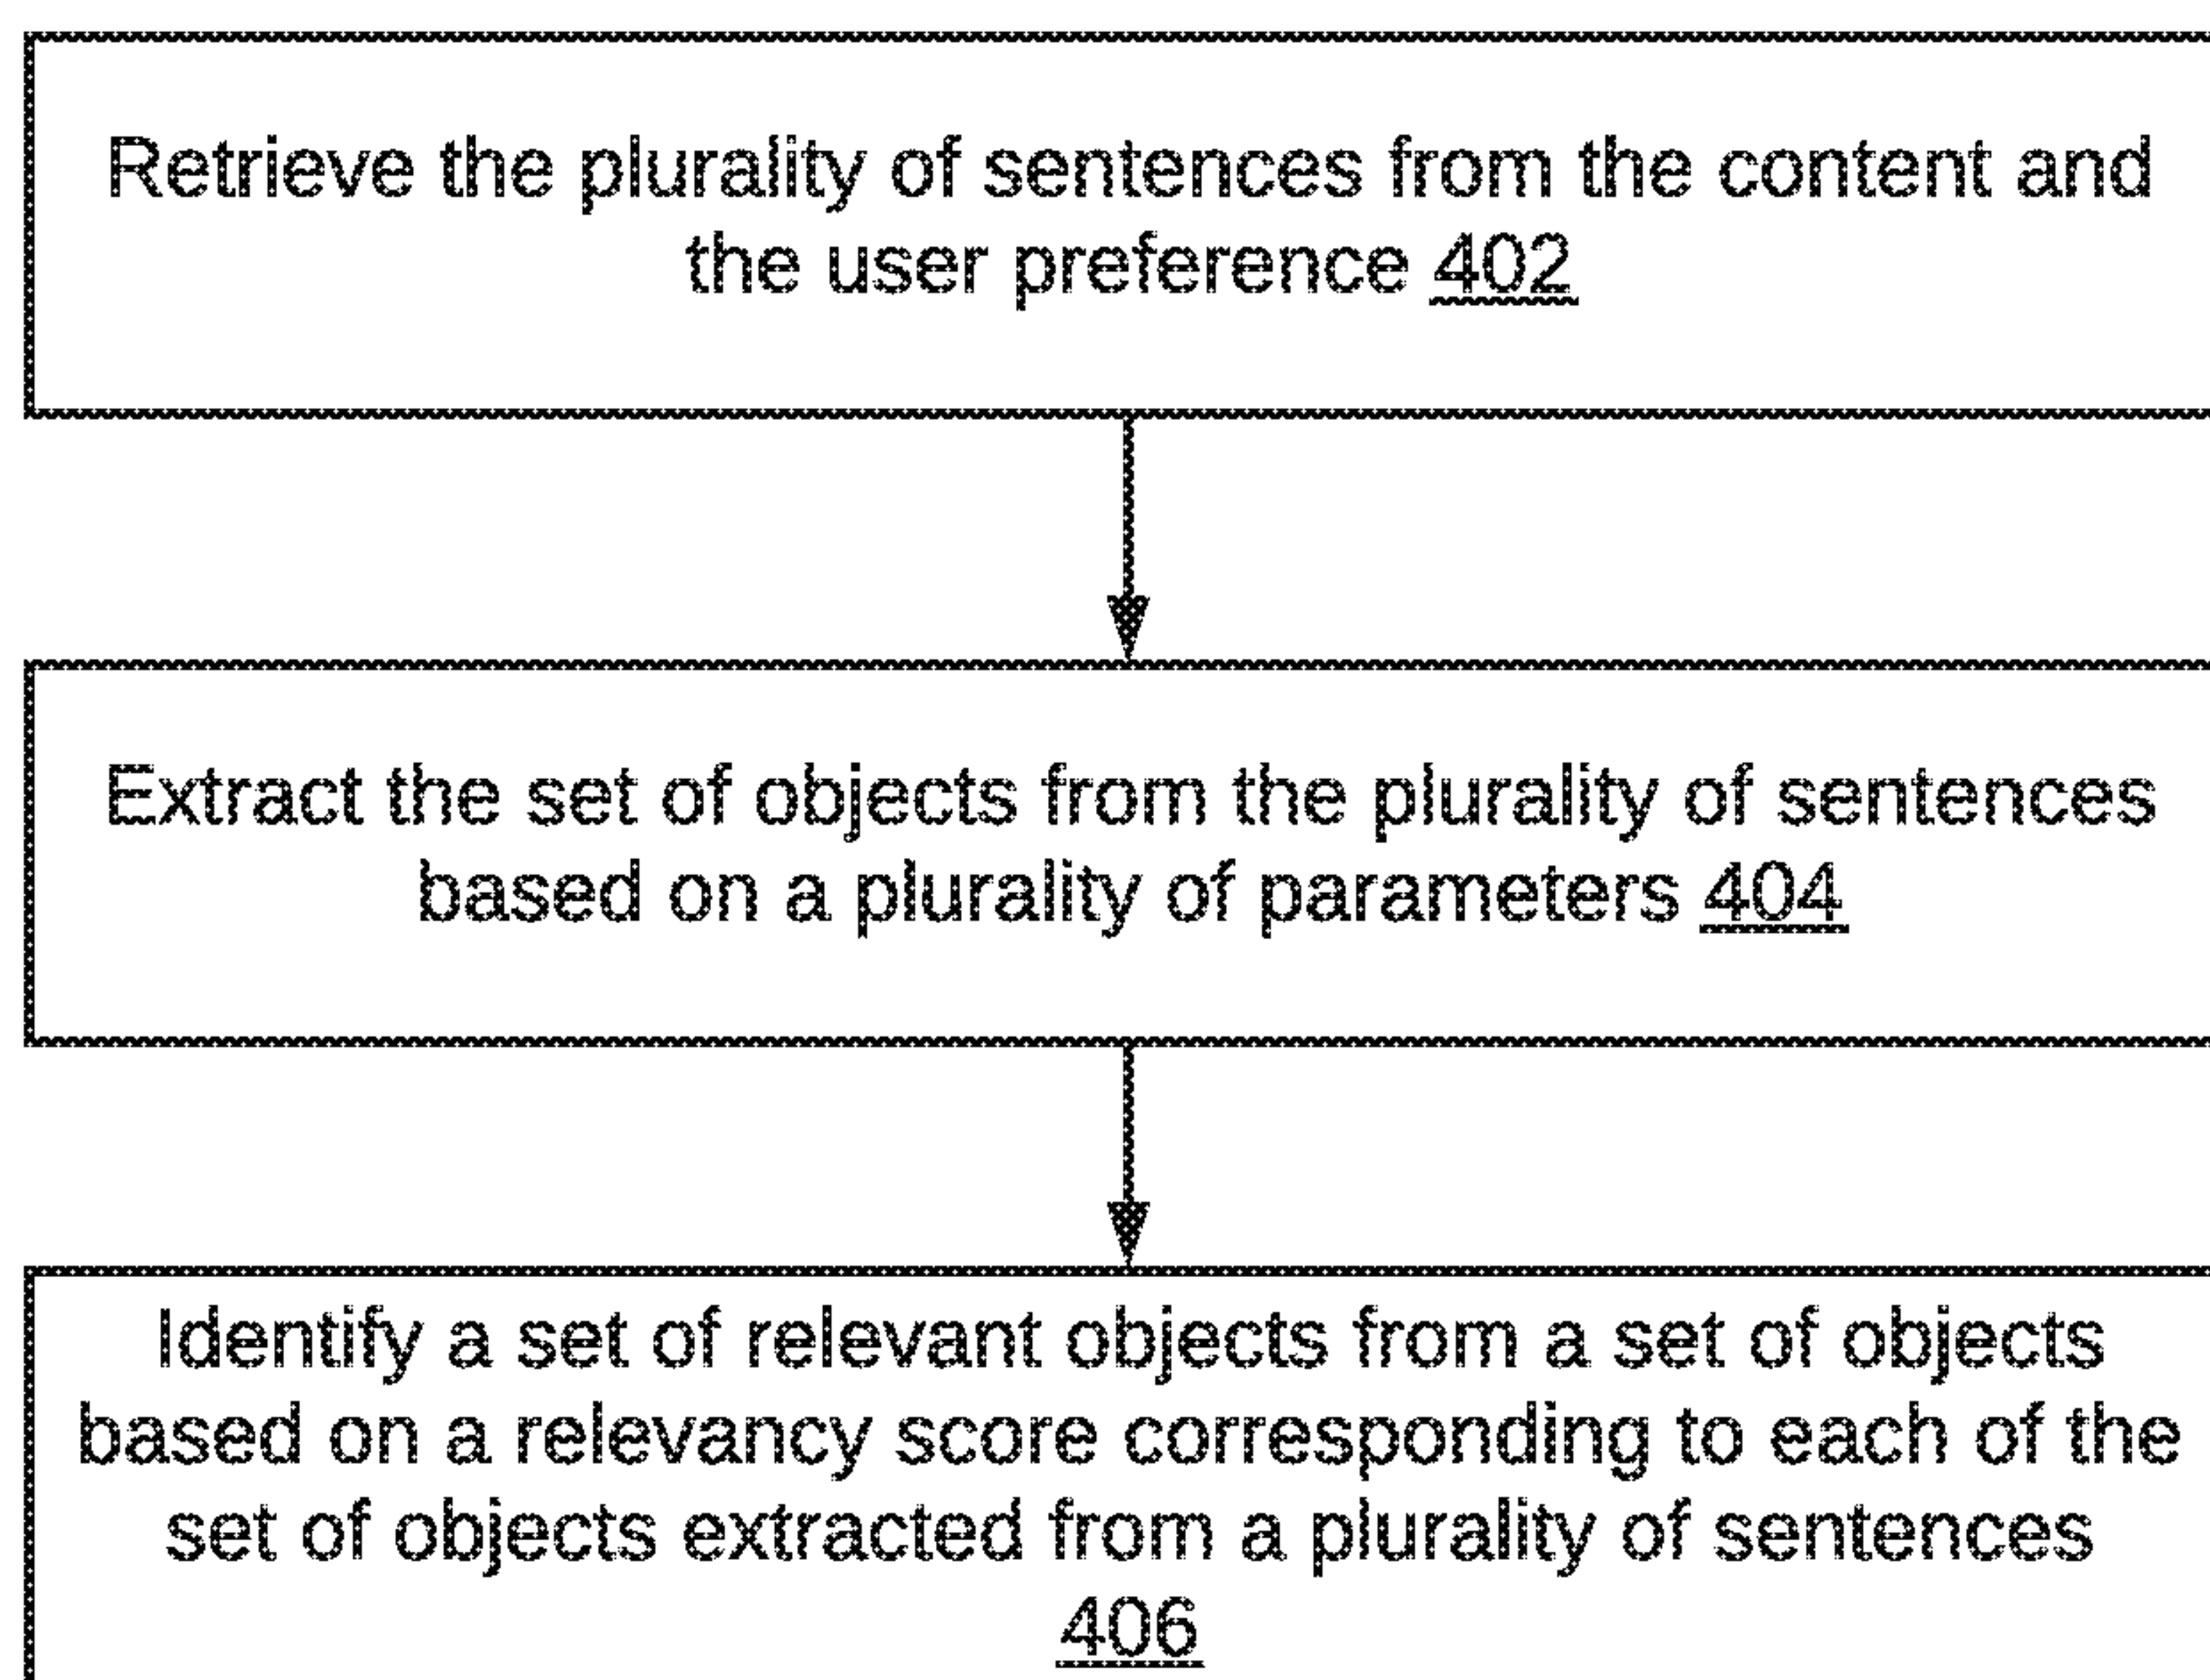 Retrieve the plurality of sentences from the content and
the user preference 402
Extract the set of objects from the plurality of sentences
based on a plurality of parameters 404
Identify a set of relevant objects from a set of objects
based on a relevancy score corresponding to each of the
set of objects extracted from a plurality of sentences
406